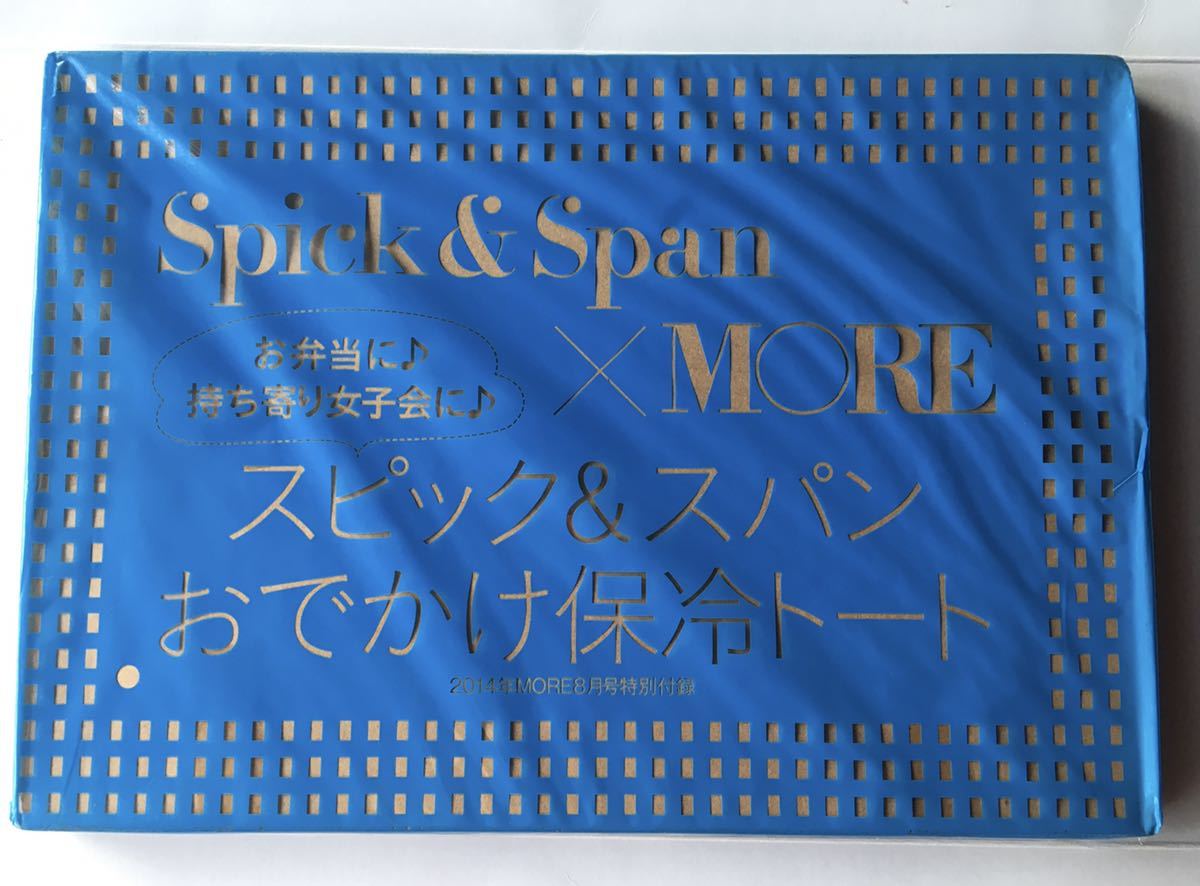 Spick & Span
×MORE
お弁当に♪
持ち寄り女子会に♪
スピック&スパン
おでかけ保冷トート
2014年MORE8月号特別付録